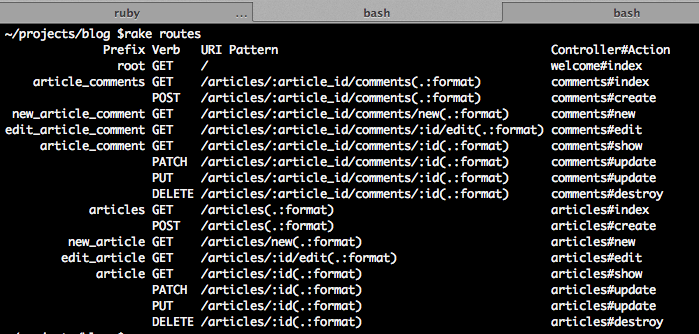 ruby ... bash bash
~/projects/blog $rake routes
Prefix Verb URI Pattern Controller#Action
root GET / welcome#index
article_comments GET /articles/:article_id/comments(.:format) comments#index
POST /articles/:article_id/comments(.:format) comments#create
new_article_comment GET /articles/:article_id/comments/new(.:format) comments#new
edit_article_comment GET /articles/:article_id/comments/:id/edit(.:format) comments#edit
article_comment GET /articles/:article_id/comments/:id(.:format) comments#show
PATCH /articles/:article_id/comments/:id(.:format) comments#update
PUT /articles/:article_id/comments/:id(.:format) comments#update
DELETE /articles/:article_id/comments/:id(.:format) comments#destroy
articles GET /articles(.:format) articles#index
POST /articles(.:format) articles#create
new_article GET /articles/new(.:format) articles#new
edit_article GET /articles/:id/edit(.:format) articles#edit
article GET /articles/:id(.:format) articles#show
PATCH /articles/:id(.:format) articles#update
PUT /articles/:id(.:format) articles#update
DELETE /articles/:id(.:format) articles#destroy